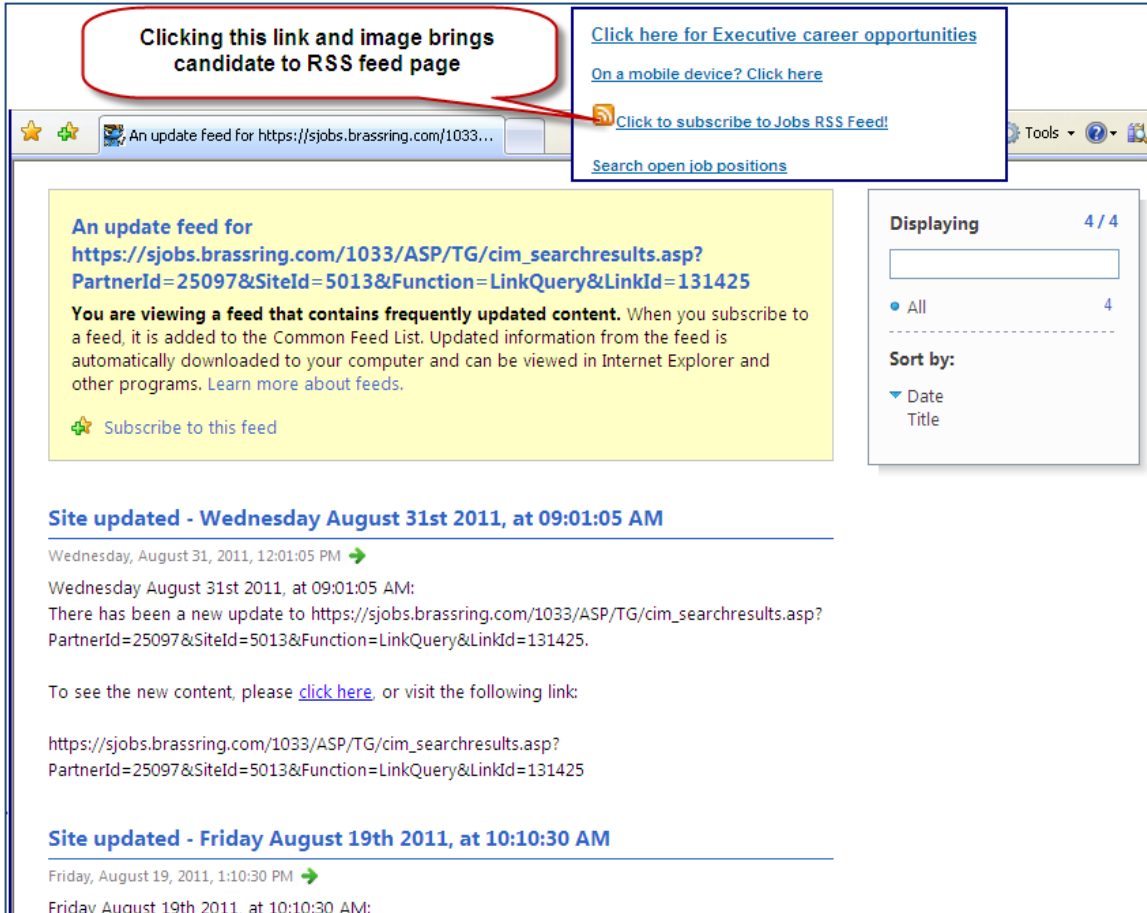 Clicking this link and image brings
candidate to RSS feed page
Click here for Executive career opportunities
On a mobile device? Click here
Click to subscribe to Jobs RSS Feed!
Search open job positions
An update feed for https://sjobs.brassring.com/1033...
Tools
An update feed for
https://sjobs.brassring.com/1033/ASP/TG/cim_searchresults.asp?
PartnerId=25097&SiteId=5013&Function=LinkQuery&LinkId=131425
You are viewing a feed that contains frequently updated content. When you subscribe to
a feed, it is added to the Common Feed List. Updated information from the feed is
automatically downloaded to your computer and can be viewed in Internet Explorer and
other programs. Learn more about feeds.
Subscribe to this feed
Displaying 4 / 4
All 4
Sort by:
Date
Title
Site updated - Wednesday August 31st 2011, at 09:01:05 AM
Wednesday, August 31, 2011, 12:01:05 PM
Wednesday August 31st 2011, at 09:01:05 AM:
There has been a new update to https://sjobs.brassring.com/1033/ASP/TG/cim_searchresults.asp?
PartnerId=25097&SiteId=5013&Function=LinkQuery&LinkId=131425.
To see the new content, please click here, or visit the following link:
https://sjobs.brassring.com/1033/ASP/TG/cim_searchresults.asp?
PartnerId=25097&SiteId=5013&Function=LinkQuery&LinkId=131425
Site updated - Friday August 19th 2011, at 10:10:30 AM
Friday, August 19, 2011, 1:10:30 PM
Friday August 19th 2011, at 10:10:30 AM: